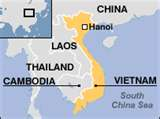 CHINA
Hanoi
LAOS
THAILAND
CAMBODIA
VIETNAM
South China
Sea